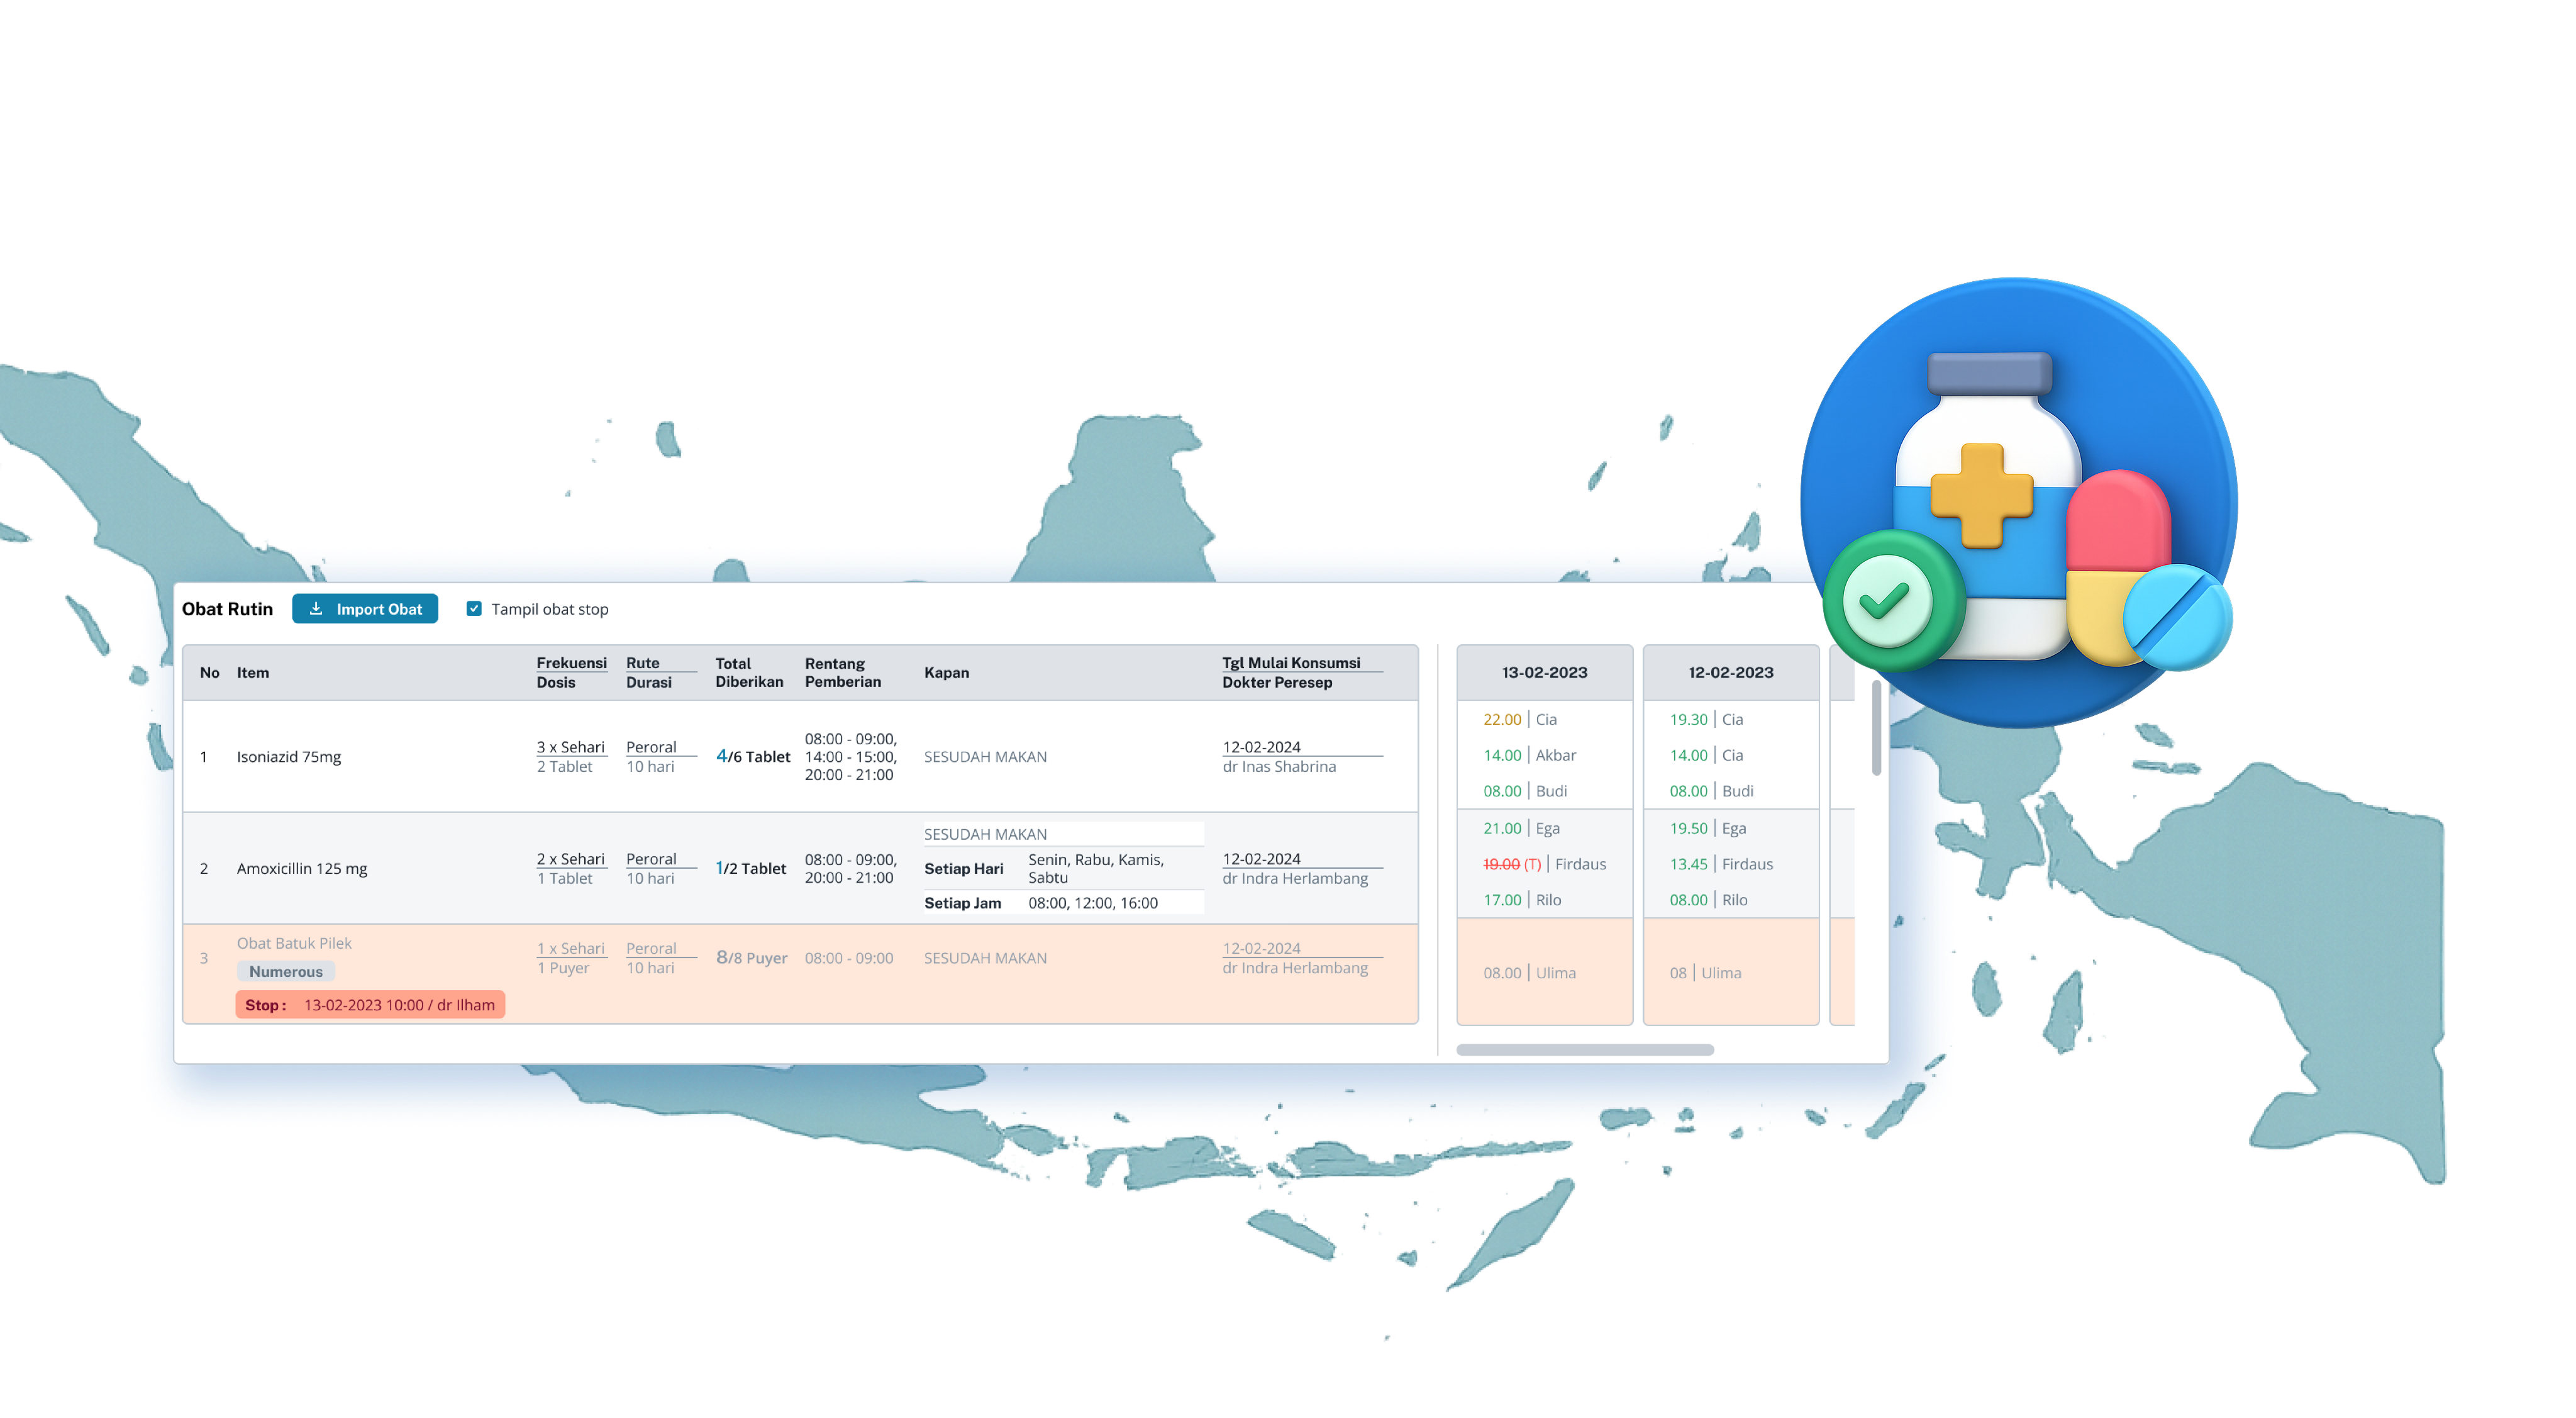 Obat Rutin
Import Obat
Tampil obat stop
No
Item
Frekuensi
Dosis
Rute
Durasi
Total
Diberikan
Rentang
Pemberian
Kapan
Tgl Mulai Konsumsi
Dokter Peresep
13-02-2023
12-02-2023
1
Isoniazid 75mg
3 x Sehari
2 Tablet
Peroral
10 hari
4/6 Tablet
08:00 - 09:00,
14:00 - 15:00,
20:00 - 21:00
SESUDAH MAKAN
12-02-2024
dr Inas Shabrina
22.00 | Cia
14.00 | Akbar
08.00 | Budi
19.30 | Cia
14.00 | Cia
08.00 | Budi
2
Amoxicillin 125 mg
2 x Sehari
1 Tablet
Peroral
10 hari
1/2 Tablet
08:00 - 09:00,
20:00 - 21:00
SESUDAH MAKAN
Setiap Hari
Senin, Rabu, Kamis,
Sabtu
Setiap Jam
08:00, 12:00, 16:00
12-02-2024
dr Indra Herlambang
21.00 | Ega
19.00 (T) | Firdaus
17.00 | Rilo
19.50 | Ega
13.45 | Firdaus
08.00 | Rilo
3
Obat Batuk Pilek
Numerous
Stop : 13-02-2023 10:00 / dr Ilham
1 x Sehari
1 Puyer
Peroral
10 hari
8/8 Puyer
08:00 - 09:00
SESUDAH MAKAN
12-02-2024
dr Indra Herlambang
08.00 | Ulima
08 | Ulima